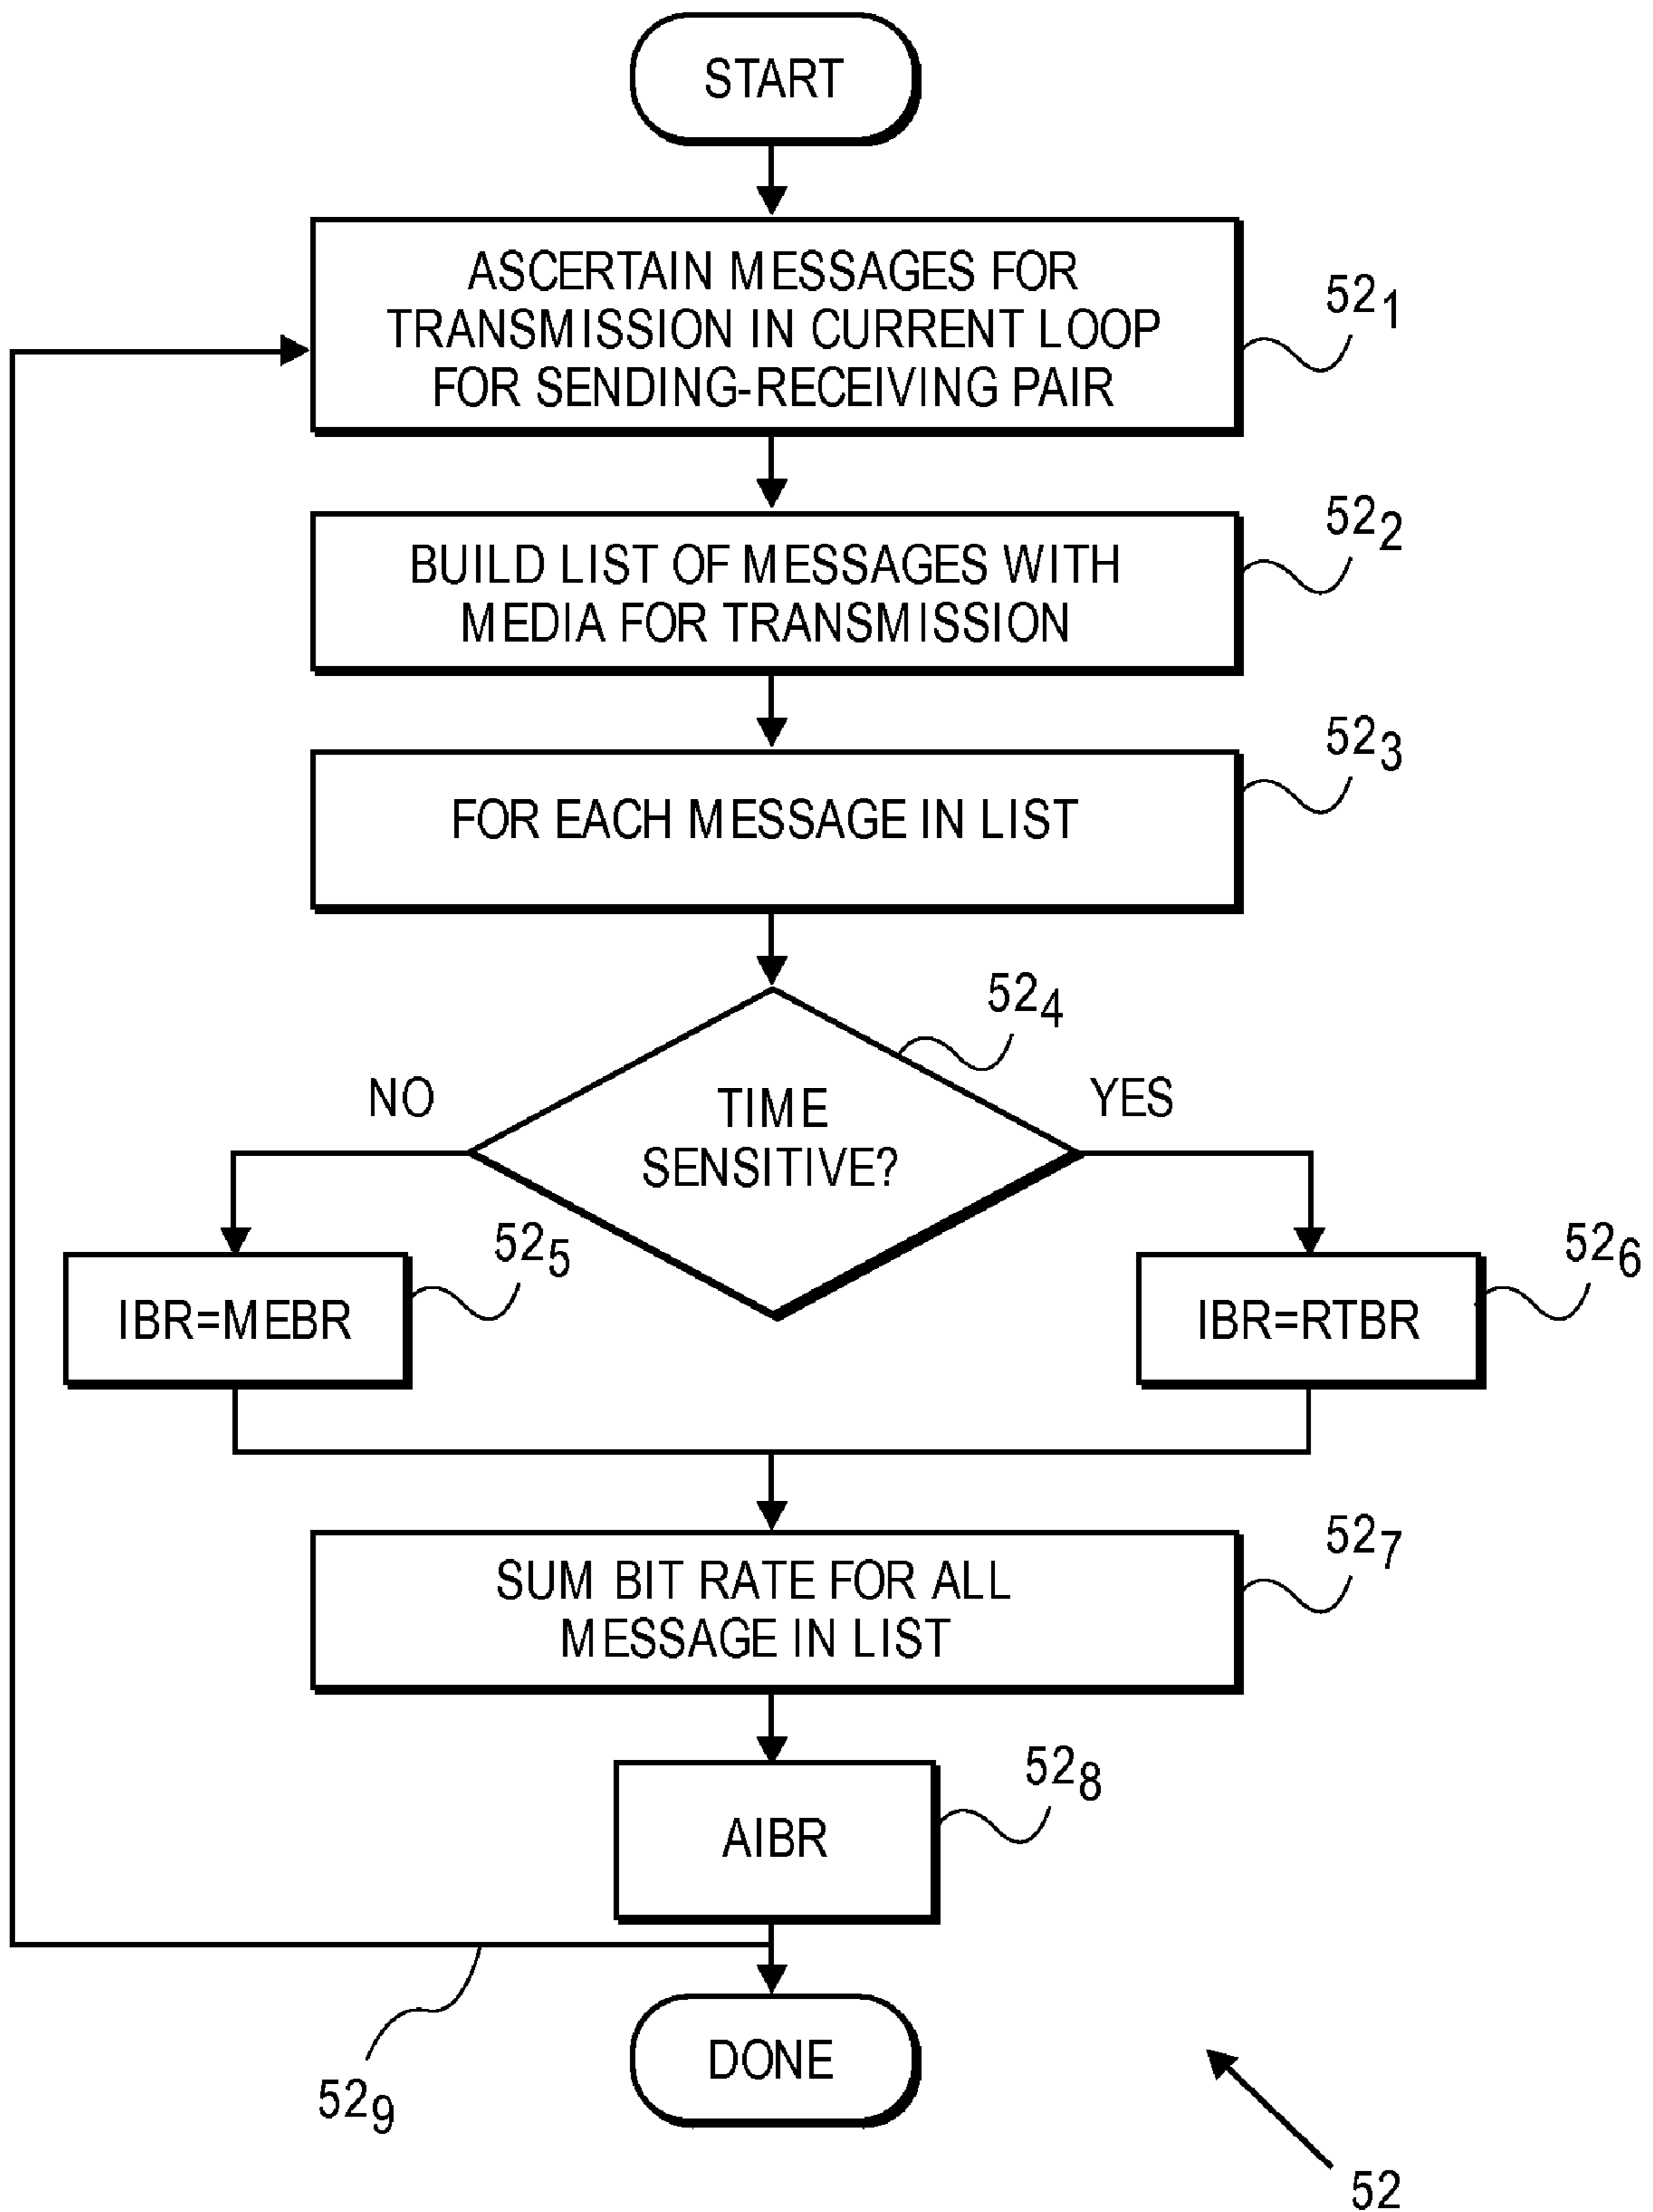 START
ASCERTAIN MESSAGES FOR
TRANSMISSION IN CURRENT LOOP
FOR SENDING-RECEIVING PAIR
52₁
BUILD LIST OF MESSAGES WITH
MEDIA FOR TRANSMISSION
52₂
FOR EACH MESSAGE IN LIST
52₃
TIME
SENSITIVE?
52₄
NO
YES
IBR=MEBR
52₅
IBR=RTBR
52₆
SUM BIT RATE FOR ALL
MESSAGE IN LIST
52₇
AIBR
52₈
DONE
52₉
52